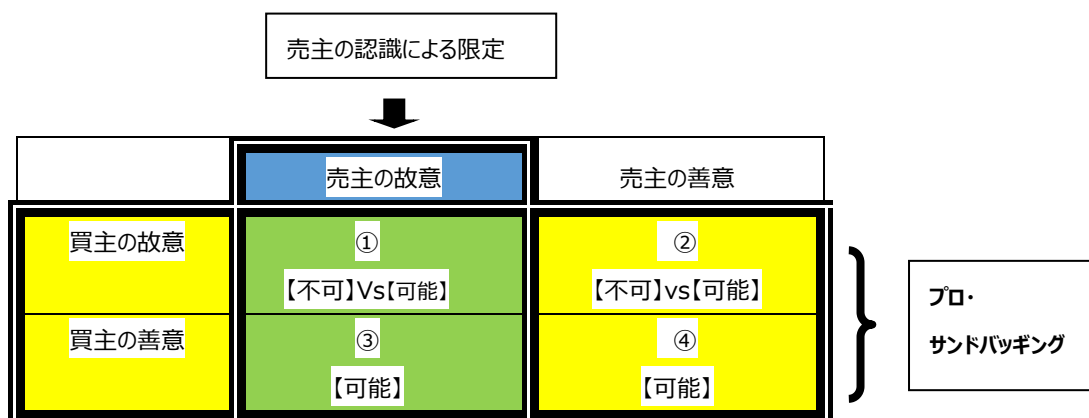 売主の認識による限定
売主の故意
売主の善意
買主の故意
①
②
【不可】Vs【可能】
【不可】vs【可能】
買主の善意
③
④
【可能】
【可能】
プロ・
サンドバッギング